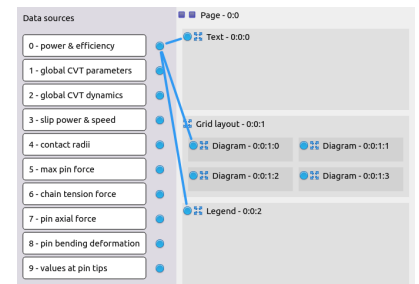 Data sources
0 - power & efficiency
1 - global CVT parameters
2 - global CVT dynamics
3 - slip power & speed
4 - contact radii
5 - max pin force
6 - chain tension force
7 - pin axial force
8 - pin bending deformation
9 - values at pin tips
Page - 0:0
Text - 0:0:0
Grid layout - 0:0:1
Diagram - 0:0:1:0
Diagram - 0:0:1:1
Diagram - 0:0:1:2
Diagram - 0:0:1:3
Legend - 0:0:2